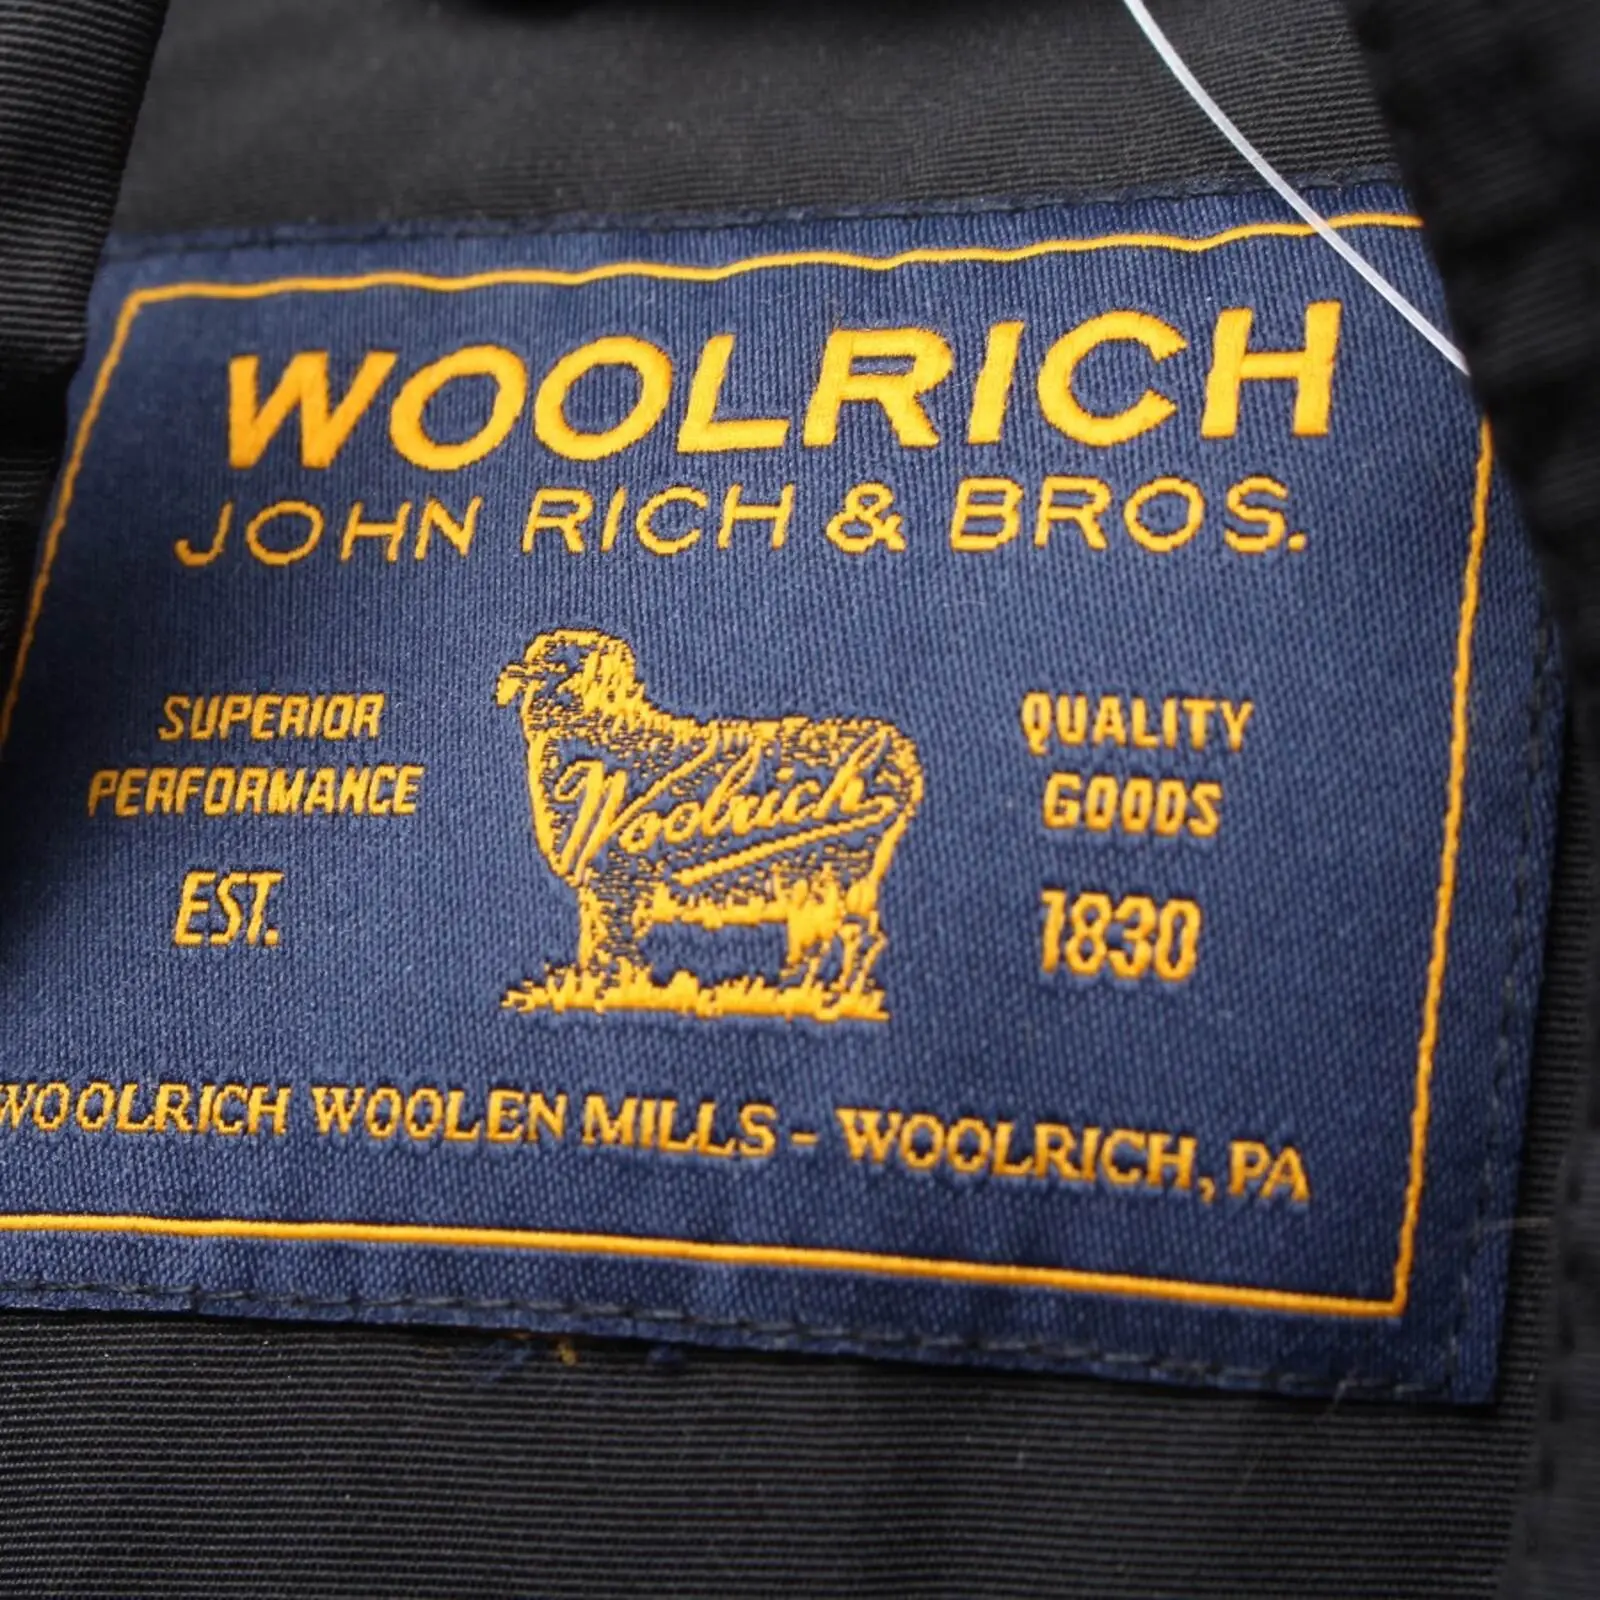 WOOLRICH
JOHN RICH & BROS.
SUPERIOR
PERFORMANCE
EST.
Woolrich
QUALITY
GOODS
1830
WOOLRICH WOOLEN MILLS - WOOLRICH, PA